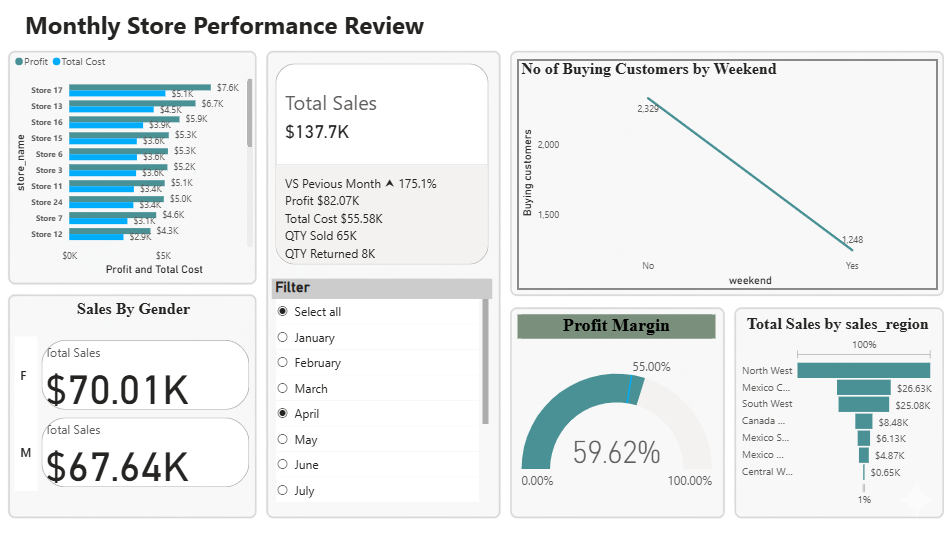 Monthly Store Performance Review
Profit Total Cost
store_name
Store 17 $7.6K
$5.1K
Store 13 $6.7K
$4.5K
Store 16 $5.9K
$3.9K
Store 15 $5.3K
$3.6K
Store 6 $5.3K
$3.6K
Store 3 $5.2K
$3.6K
Store 11 $5.1K
$3.4K
Store 24 $5.0K
$3.4K
Store 7 $4.6K
$3.1K
Store 12 $4.3K
$2.9K
$0K $5K
Profit and Total Cost
Sales By Gender
F
Total Sales
$70.01K
M
Total Sales
$67.64K
Total Sales
$137.7K
VS Pevious Month ⮝ 175.1%
Profit $82.07K
Total Cost $55.58K
QTY Sold 65K
QTY Returned 8K
Filter
Select all
January
February
March
April
May
June
July
No of Buying Customers by Weekend
Buying customers
2,329
2,000
1,500
1,248
No Yes
weekend
Profit Margin
55.00%
59.62%
0.00% 100.00%
Total Sales by sales_region
100%
North West
Mexico C... $26.63K
South West $25.08K
Canada ... $8.48K
Mexico S... $6.13K
Mexico ... $4.87K
Central W... $0.65K
1%